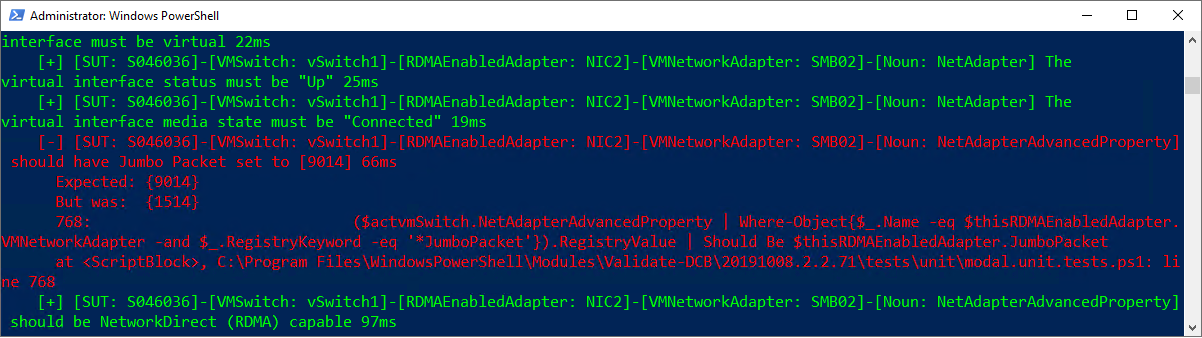 Administrator: Windows PowerShell
interface must be virtual 22ms
[+] [SUT: S046036]-[VMSwitch: vSwitch1]-[RDMAEnabledAdapter: NIC2]-[VMNetworkAdapter: SMB02]-[Noun: NetAdapter] The
virtual interface status must be "Up" 25ms
[+] [SUT: S046036]-[VMSwitch: vSwitch1]-[RDMAEnabledAdapter: NIC2]-[VMNetworkAdapter: SMB02]-[Noun: NetAdapter] The
virtual interface media state must be "Connected" 19ms
[-] [SUT: S046036]-[VMSwitch: vSwitch1]-[RDMAEnabledAdapter: NIC2]-[VMNetworkAdapter: SMB02]-[Noun: NetAdapterAdvancedProperty]
should have Jumbo Packet set to [9014] 66ms
Expected: {9014}
But was:  {1514}
768:                             ($actvmSwitch.NetAdapterAdvancedProperty | Where-Object{$_.Name -eq $thisRDMAEnabledAdapter.
VMNetworkAdapter -and $_.RegistryKeyword -eq '*JumboPacket'}).RegistryValue | Should Be $thisRDMAEnabledAdapter.JumboPacket
at <ScriptBlock>, C:\Program Files\WindowsPowerShell\Modules\Validate-DCB\20191008.2.2.71\tests\unit\modal.unit.tests.ps1: li
ne 768
[+] [SUT: S046036]-[VMSwitch: vSwitch1]-[RDMAEnabledAdapter: NIC2]-[VMNetworkAdapter: SMB02]-[Noun: NetAdapterAdvancedProperty]
should be NetworkDirect (RDMA) capable 97ms